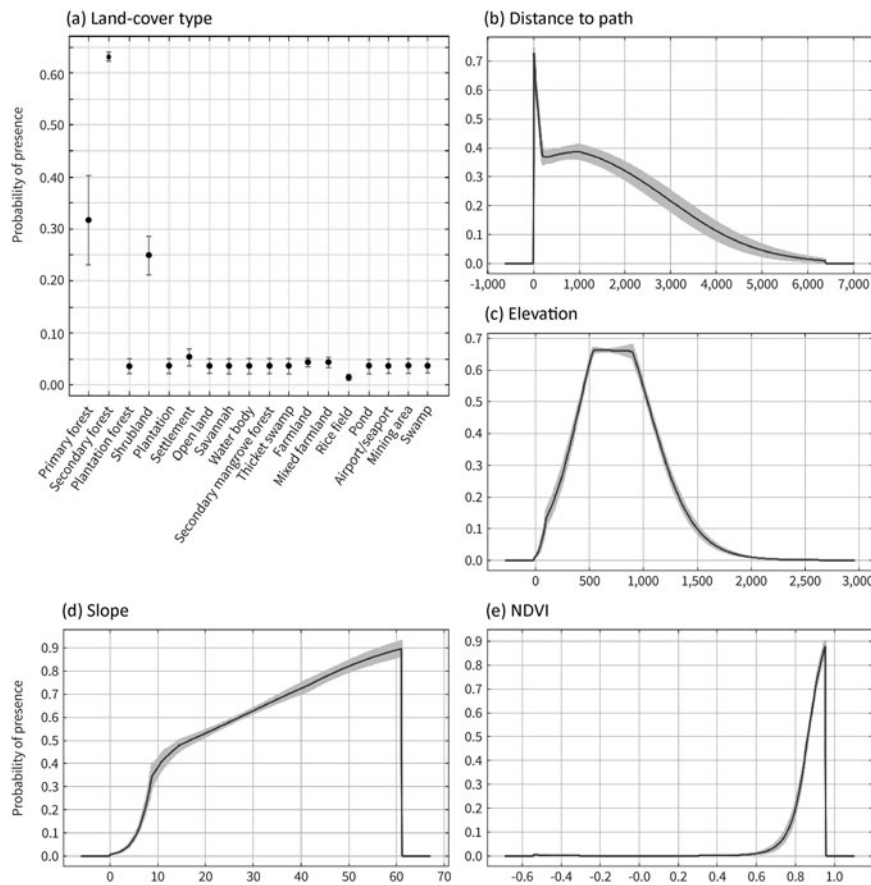 (a) Land-cover type
Probability of presence
0.60
0.50
0.40
0.30
0.20
0.10
0.00
Primary forest
Secondary forest
Plantation forest
Shrubland
Plantation
Settlement
Open land
Savannah
Water body
Secondary mangrove forest
Thicket swamp
Farmland
Mixed farmland
Rice field
Pond
Airport/seaport
Mining area
Swamp
(b) Distance to path
0.7
0.6
0.5
0.4
0.3
0.2
0.1
0.0
-1,000 0 1,000 2,000 3,000 4,000 5,000 6,000 7,000
(c) Elevation
0.7
0.6
0.5
0.4
0.3
0.2
0.1
0.0
0 500 1,000 1,500 2,000 2,500 3,000
(d) Slope
Probability of presence
0.9
0.8
0.7
0.6
0.5
0.4
0.3
0.2
0.1
0.0
0 10 20 30 40 50 60 70
(e) NDVI
0.9
0.8
0.7
0.6
0.5
0.4
0.3
0.2
0.1
0.0
-0.6 -0.4 -0.2 -0.0 0.2 0.4 0.6 0.8 1.0